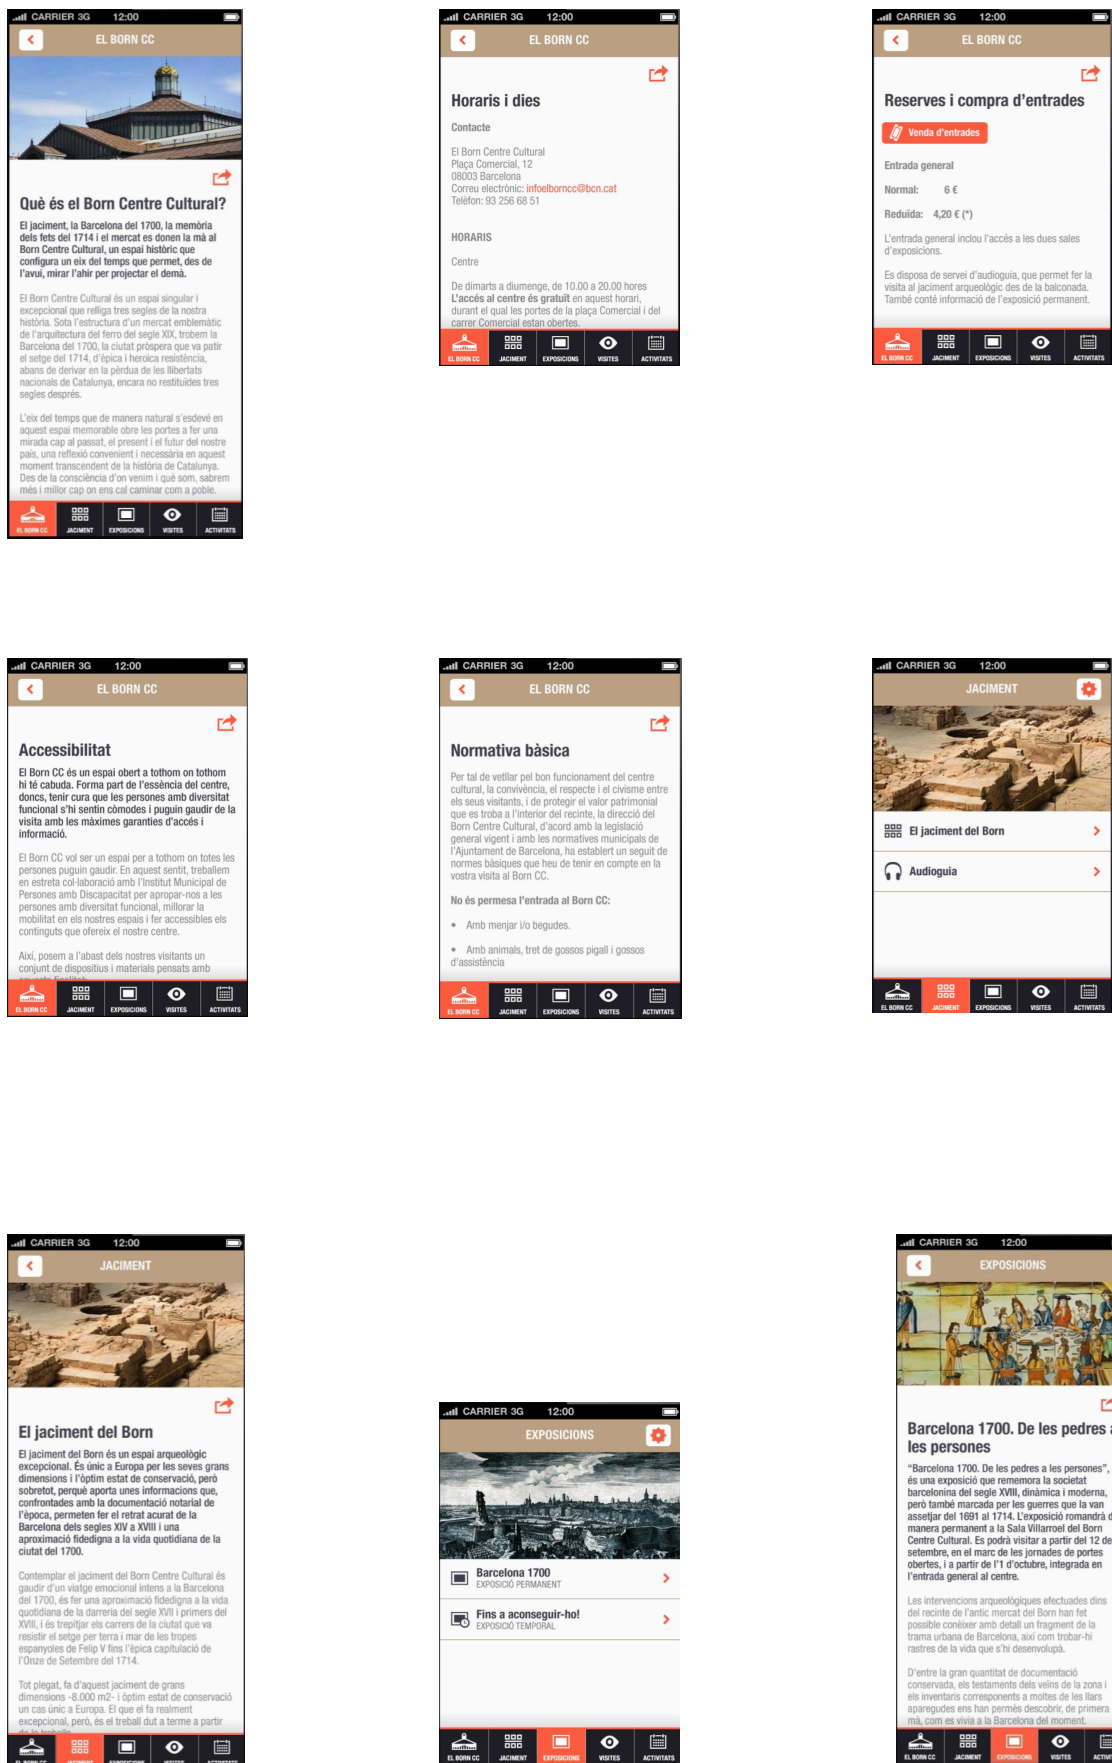 CARRIER 3G 12:00
EL BORN CC
Què és el Born Centre Cultural?
El jaciment, la Barcelona del 1700, la memòria
dels fets del 1714 i el mercat es donen la mà al
Born Centre Cultural, un espai històric que
configura un eix del temps que permet, des de
l'avui, mirar l'ahir per projectar el demà.
El Born Centre Cultural és un espai singular i
excepcional que relliga tres segles de la nostra
història. Sota l'estructura d'un mercat emblemàtic
de l'arquitectura del ferro del segle XIX, trobem la
Barcelona del 1700, la ciutat pròspera que va patir
el setge del 1714, d'èpica i heroica resistència,
abans de derivar en la pèrdua de les llibertats
nacionals de Catalunya, encara no restituïdes tres
segles després.
L'eix del temps que de manera natural s'esdevé en
aquest espai memorable obre les portes a fer una
mirada cap al passat, el present i el futur del nostre
país, una reflexió convenient i necessària en aquest
moment transcendent de la història de Catalunya.
Des de la consciència d'on venim i què som, sabrem
més i millor cap on ens cal caminar com a poble.
EL BORN CC JACIMENT EXPOSICIONS VISITES ACTIVITATS
CARRIER 3G 12:00
EL BORN CC
Horaris i dies
Contacte
El Born Centre Cultural
Plaça Comercial, 12
08003 Barcelona
Correu electrònic: infoelborncc@bcn.cat
Telèfon: 93 256 68 51
HORARIS
Centre
De dimarts a diumenge, de 10.00 a 20.00 hores
L'accés al centre és gratuït en aquest horari,
durant el qual les portes de la plaça Comercial i del
carrer Comercial estan obertes.
EL BORN CC JACIMENT EXPOSICIONS VISITES ACTIVITATS
CARRIER 3G 12:00
EL BORN CC
Reserves i compra d'entrades
Venda d'entrades
Entrada general
Normal: 6 €
Reduïda: 4,20 € (*)
L'entrada general inclou l'accés a les dues sales
d'exposicions.
Es disposa de servei d'audioguia, que permet fer la
visita al jaciment arqueològic des de la balconada.
També conté informació de l'exposició permanent.
EL BORN CC JACIMENT EXPOSICIONS VISITES ACTIVITATS
CARRIER 3G 12:00
EL BORN CC
Accessibilitat
El Born CC és un espai obert a tothom on tothom
hi té cabuda. Forma part de l'essència del centre,
doncs, tenir cura que les persones amb diversitat
funcional s'hi sentin còmodes i puguin gaudir de la
visita amb les màximes garanties d'accés i
informació.
El Born CC vol ser un espai per a tothom on totes les
persones puguin gaudir. En aquest sentit, treballem
en estreta col·laboració amb l'Institut Municipal de
Persones amb Discapacitat per apropar-nos a les
persones amb diversitat funcional, millorar la
mobilitat en els nostres espais i fer accessibles els
continguts que ofereix el nostre centre.
Així, posem a l'abast dels nostres visitants un
conjunt de dispositius i materials pensats amb
EL BORN CC JACIMENT EXPOSICIONS VISITES ACTIVITATS
CARRIER 3G 12:00
EL BORN CC
Normativa bàsica
Per tal de vetllar pel bon funcionament del centre
cultural, la convivència, el respecte i el civisme entre
els seus visitants, i de protegir el valor patrimonial
que es troba a l'interior del recinte, la direcció del
Born Centre Cultural, d'acord amb la legislació
general vigent i amb les normatives municipals de
l'Ajuntament de Barcelona, ha establert un seguit de
normes bàsiques que heu de tenir en compte en la
vostra visita al Born CC.
No és permesa l'entrada al Born CC:
• Amb menjar i/o begudes.
• Amb animals, tret de gossos pigall i gossos
d'assistència
EL BORN CC JACIMENT EXPOSICIONS VISITES ACTIVITATS
CARRIER 3G 12:00
JACIMENT
El jaciment del Born
Audioguia
EL BORN CC JACIMENT EXPOSICIONS VISITES ACTIVITATS
CARRIER 3G 12:00
JACIMENT
El jaciment del Born
El jaciment del Born és un espai arqueològic
excepcional. És únic a Europa per les seves grans
dimensions i l'òptim estat de conservació, però
sobretot, perquè aporta unes informacions que,
confrontades amb la documentació notarial de
l'època, permeten fer el retrat acurat de la
Barcelona dels segles XIV a XVIII i una
aproximació fidedigna a la vida quotidiana de la
ciutat del 1700.
Contemplar el jaciment del Born Centre Cultural és
gaudir d'un viatge emocional intens a la Barcelona
del 1700, és fer una aproximació fidedigna a la vida
quotidiana de la darreria del segle XVII i primers del
XVIII, i és trepitjar els carrers de la ciutat que va
resistir el setge per terra i mar de les tropes
espanyoles de Felip V fins l'èpica capitulació de
l'Onze de Setembre del 1714.
Tot plegat, fa d'aquest jaciment de grans
dimensions -8.000 m2- i òptim estat de conservació
un cas únic a Europa. El que el fa realment
excepcional, però, és el treball dut a terme a partir
EL BORN CC JACIMENT EXPOSICIONS VISITES ACTIVITATS
CARRIER 3G 12:00
EXPOSICIONS
Barcelona 1700
EXPOSICIÓ PERMANENT
Fins a aconseguir-ho!
EXPOSICIÓ TEMPORAL
EL BORN CC JACIMENT EXPOSICIONS VISITES ACTIVITATS
CARRIER 3G 12:00
EXPOSICIONS
Barcelona 1700. De les pedres a
les persones
"Barcelona 1700. De les pedres a les persones",
és una exposició que rememora la societat
barcelonina del segle XVIII, dinàmica i moderna,
però també marcada per les guerres que la van
assetjar del 1691 al 1714. L'exposició romandrà d
manera permanent a la Sala Villarroel del Born
Centre Cultural. Es podrà visitar a partir del 12 de
setembre, en el marc de les jornades de portes
obertes, i a partir de l'1 d'octubre, integrada en
l'entrada general al centre.
Les intervencions arqueològiques efectuades dins
del recinte de l'antic mercat del Born han fet
possible conèixer amb detall un fragment de la
trama urbana de Barcelona, així com trobar-hi
rastres de la vida que s'hi desenvolupà.
D'entre la gran quantitat de documentació
conservada, els testaments dels veïns de la zona i
els inventaris corresponents a moltes de les llars
aparegudes ens han permès descobrir, de primera
mà, com es vivia a la Barcelona del moment.
EL BORN CC JACIMENT EXPOSICIONS VISITES